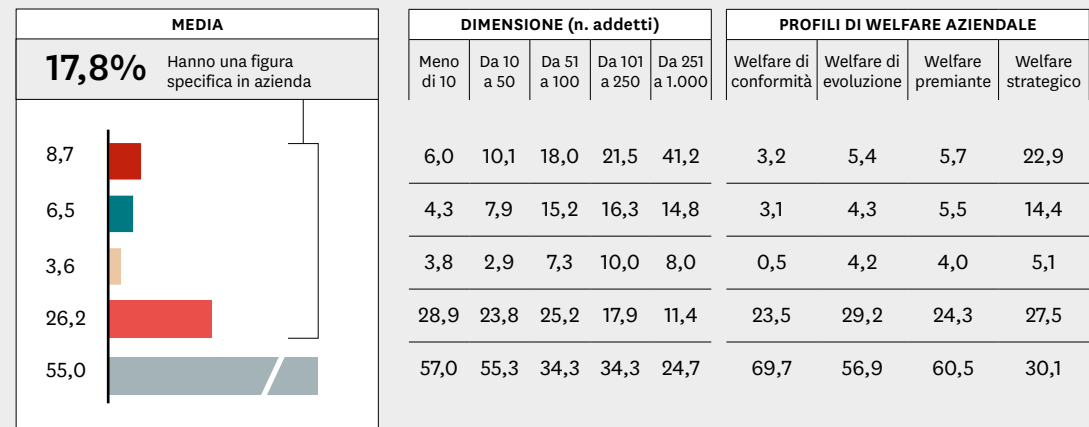 MEDIA
17,8% Hanno una figura
specifica in azienda
DIMENSIONE (n. addetti)
Meno
di 10
Da 10
a 50
Da 51
a 100
Da 101
a 250
Da 251
a 1.000
PROFILI DI WELFARE AZIENDALE
Welfare di
conformità
Welfare di
evoluzione
Welfare
premiante
Welfare
strategico
8,7 6,0 10,1 18,0 21,5 41,2 3,2 5,4 5,7 22,9
6,5 4,3 7,9 15,2 16,3 14,8 3,1 4,3 5,5 14,4
3,6 3,8 2,9 7,3 10,0 8,0 0,5 4,2 4,0 5,1
26,2 28,9 23,8 25,2 17,9 11,4 23,5 29,2 24,3 27,5
55,0 57,0 55,3 34,3 34,3 24,7 69,7 56,9 60,5 30,1